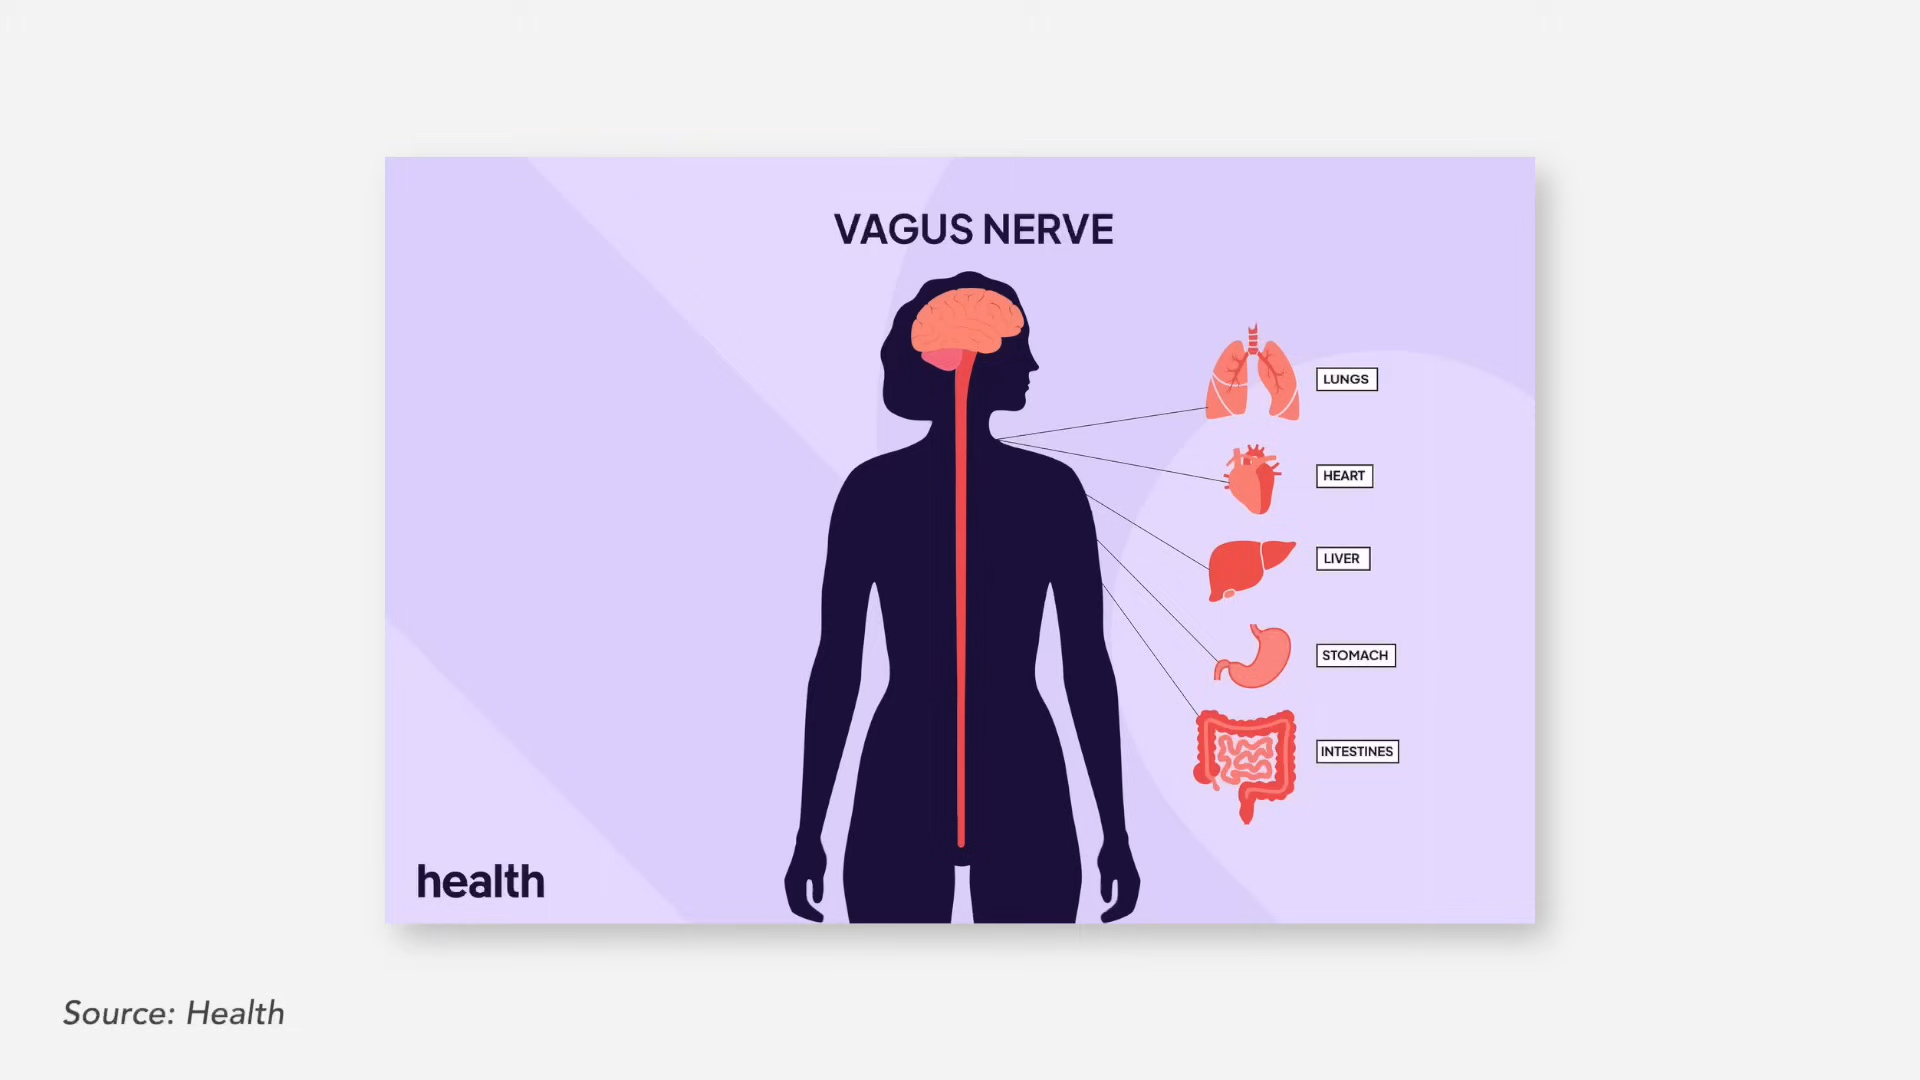 VAGUS NERVE
LUNGS
HEART
LIVER
STOMACH
INTESTINES
health
Source: Health